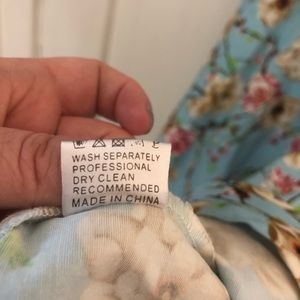 WASH SEPARATELY
PROFESSIONAL
DRY CLEAN
RECOMMENDED
MADE IN CHINA